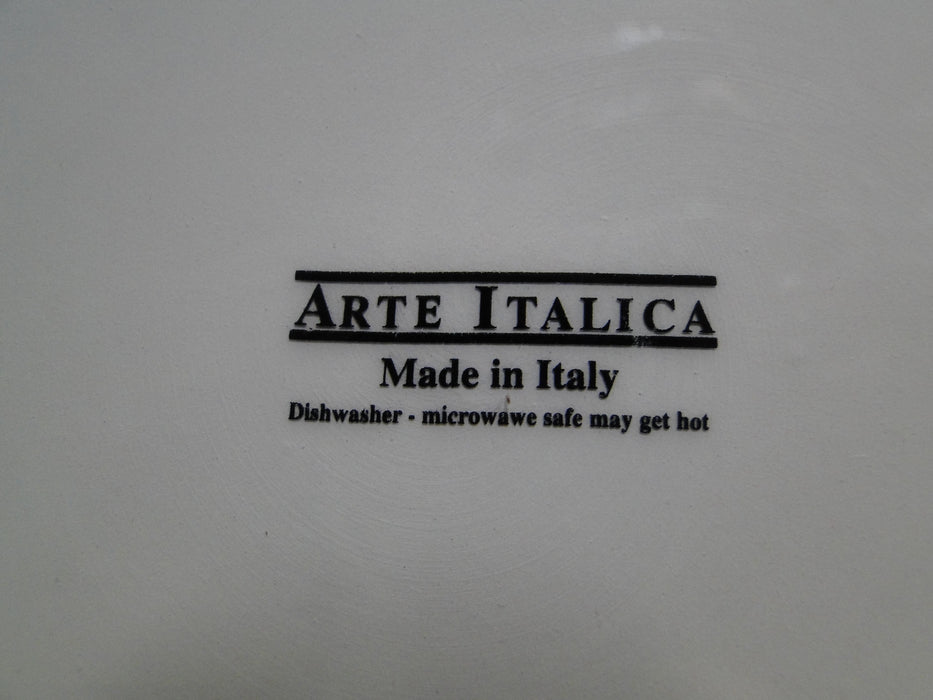 ARTE ITALICA
Made in Italy
Dishwasher - microwawe safe may get hot